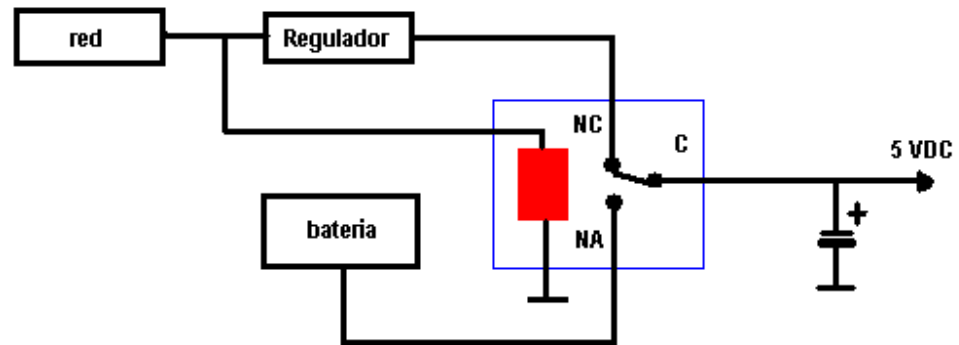 red
Regulador
NC
C
5 VDC
+
bateria
NA